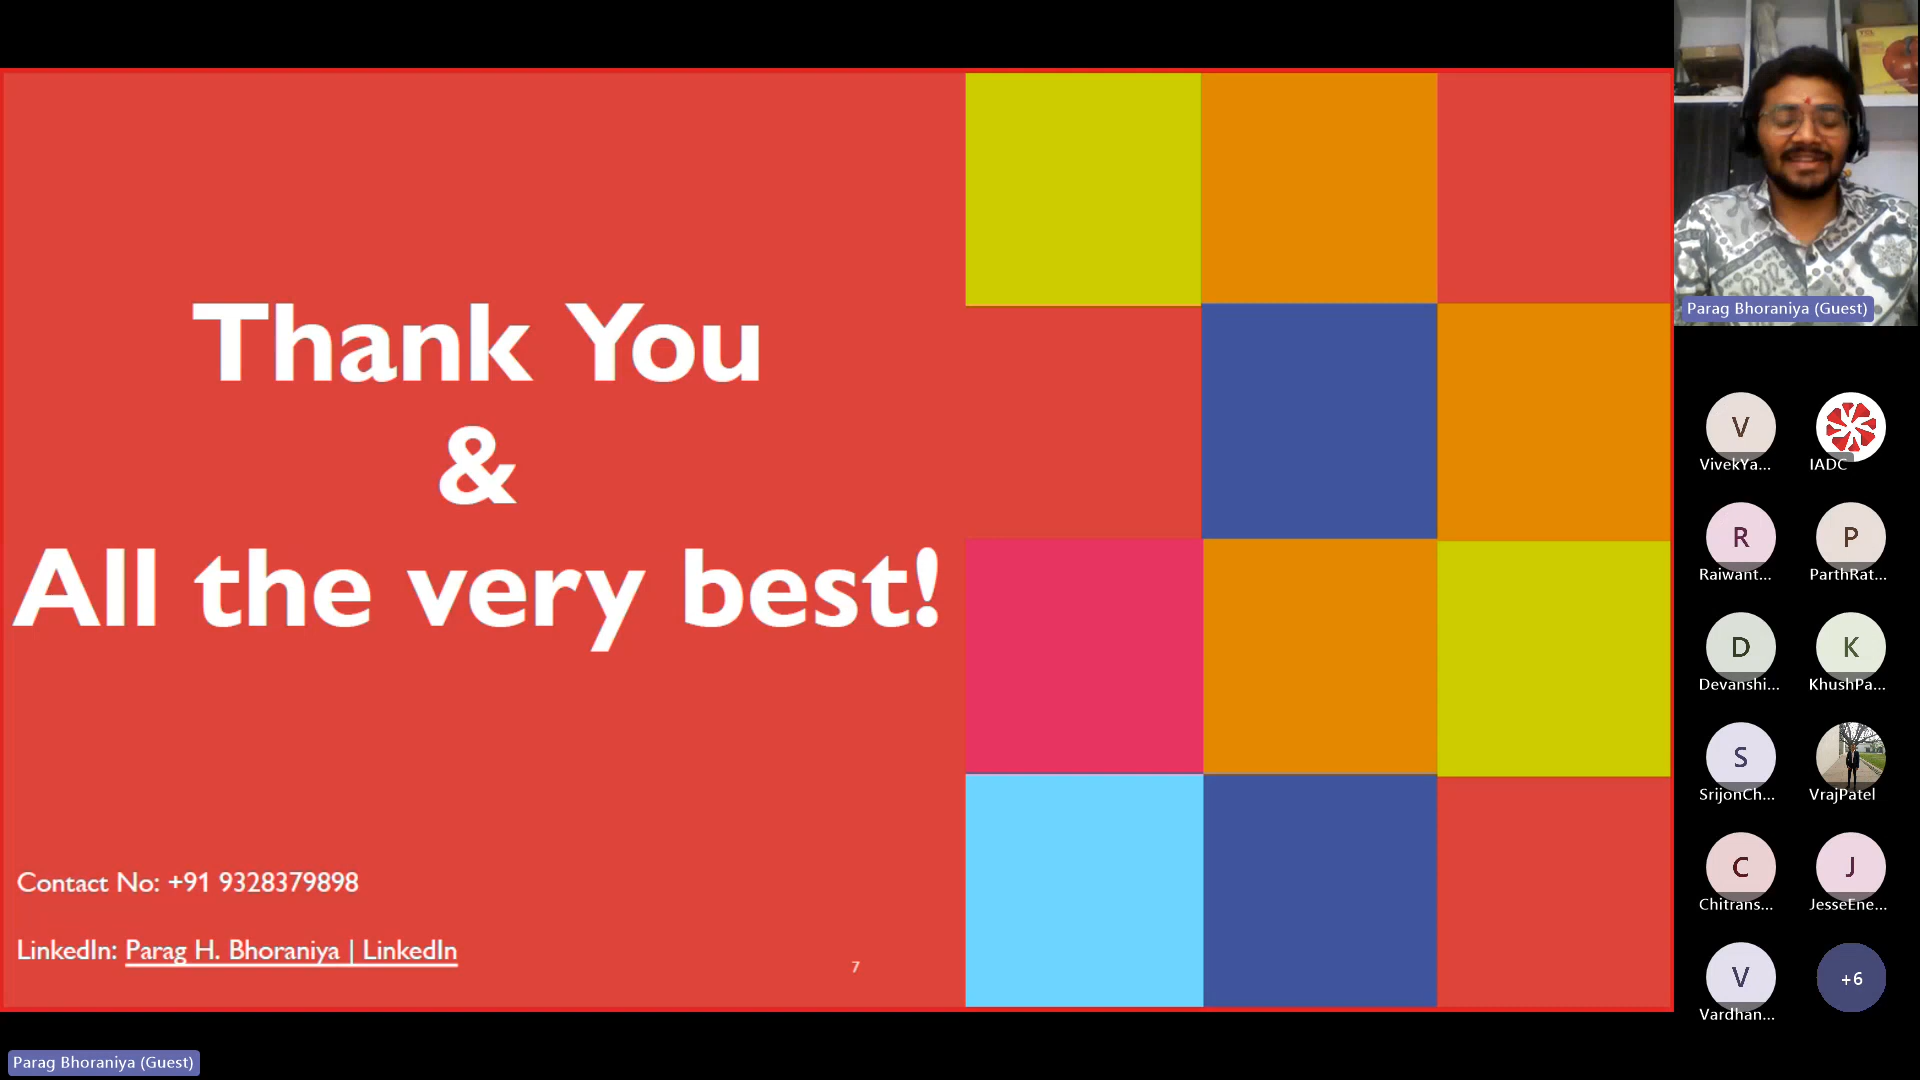 Thank You
&
All the very best!
Contact No: +91 9328379898
LinkedIn: Parag H. Bhoraniya | LinkedIn
7
Parag Bhoraniya (Guest)
TCL
Parag Bhoraniya (Guest)
V
VivekYa...
IADC
R
Raiwant...
P
ParthRat...
D
Devanshi...
K
KhushPa...
S
SrijonCh...
VrajPatel
C
Chitrans...
J
JesseEne...
V
Vardhan...
+6